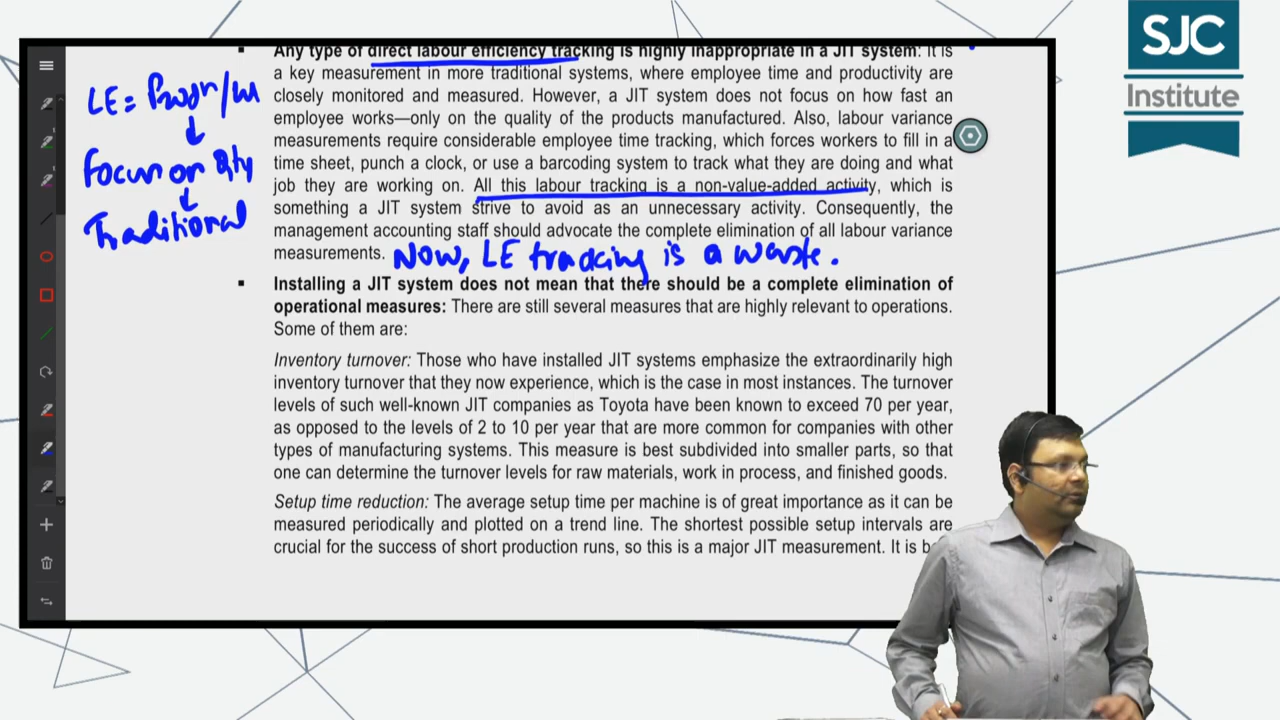 SJC
Institute
Any type of direct labour efficiency tracking is highly inappropriate in a JIT system: It is
a key measurement in more traditional systems, where employee time and productivity are
closely monitored and measured. However, a JIT system does not focus on how fast an
employee works—only on the quality of the products manufactured. Also, labour variance
measurements require considerable employee time tracking, which forces workers to fill in a
time sheet, punch a clock, or use a barcoding system to track what they are doing and what
job they are working on. All this labour tracking is a non-value-added activity, which is
something a JIT system strive to avoid as an unnecessary activity. Consequently, the
management accounting staff should advocate the complete elimination of all labour variance
measurements. Now, LE tracking is a waste.
LE =
Focus on Qty
Traditional
Installing a JIT system does not mean that there should be a complete elimination of
operational measures: There are still several measures that are highly relevant to operations.
Some of them are:
Inventory turnover: Those who have installed JIT systems emphasize the extraordinarily high
inventory turnover that they now experience, which is the case in most instances. The turnover
levels of such well-known JIT companies as Toyota have been known to exceed 70 per year,
as opposed to the levels of 2 to 10 per year that are more common for companies with other
types of manufacturing systems. This measure is best subdivided into smaller parts, so that
one can determine the turnover levels for raw materials, work in process, and finished goods.
Setup time reduction: The average setup time per machine is of great importance as it can be
measured periodically and plotted on a trend line. The shortest possible setup intervals are
crucial for the success of short production runs, so this is a major JIT measurement. It is